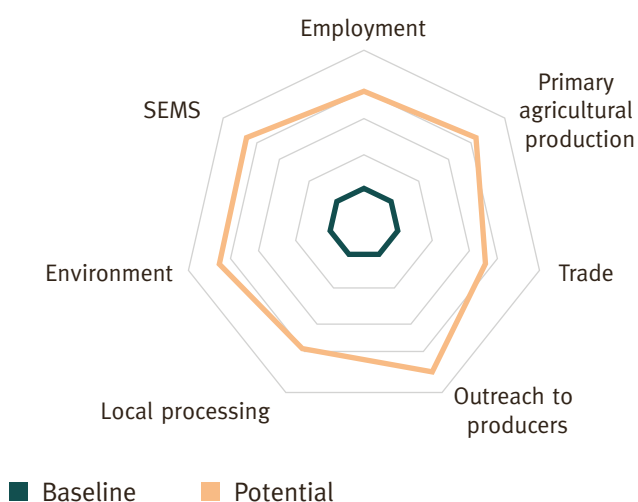 Employment
Primary
agricultural
production
SEMS
Trade
Environment
Outreach to
producers
Local processing
Baseline
Potential